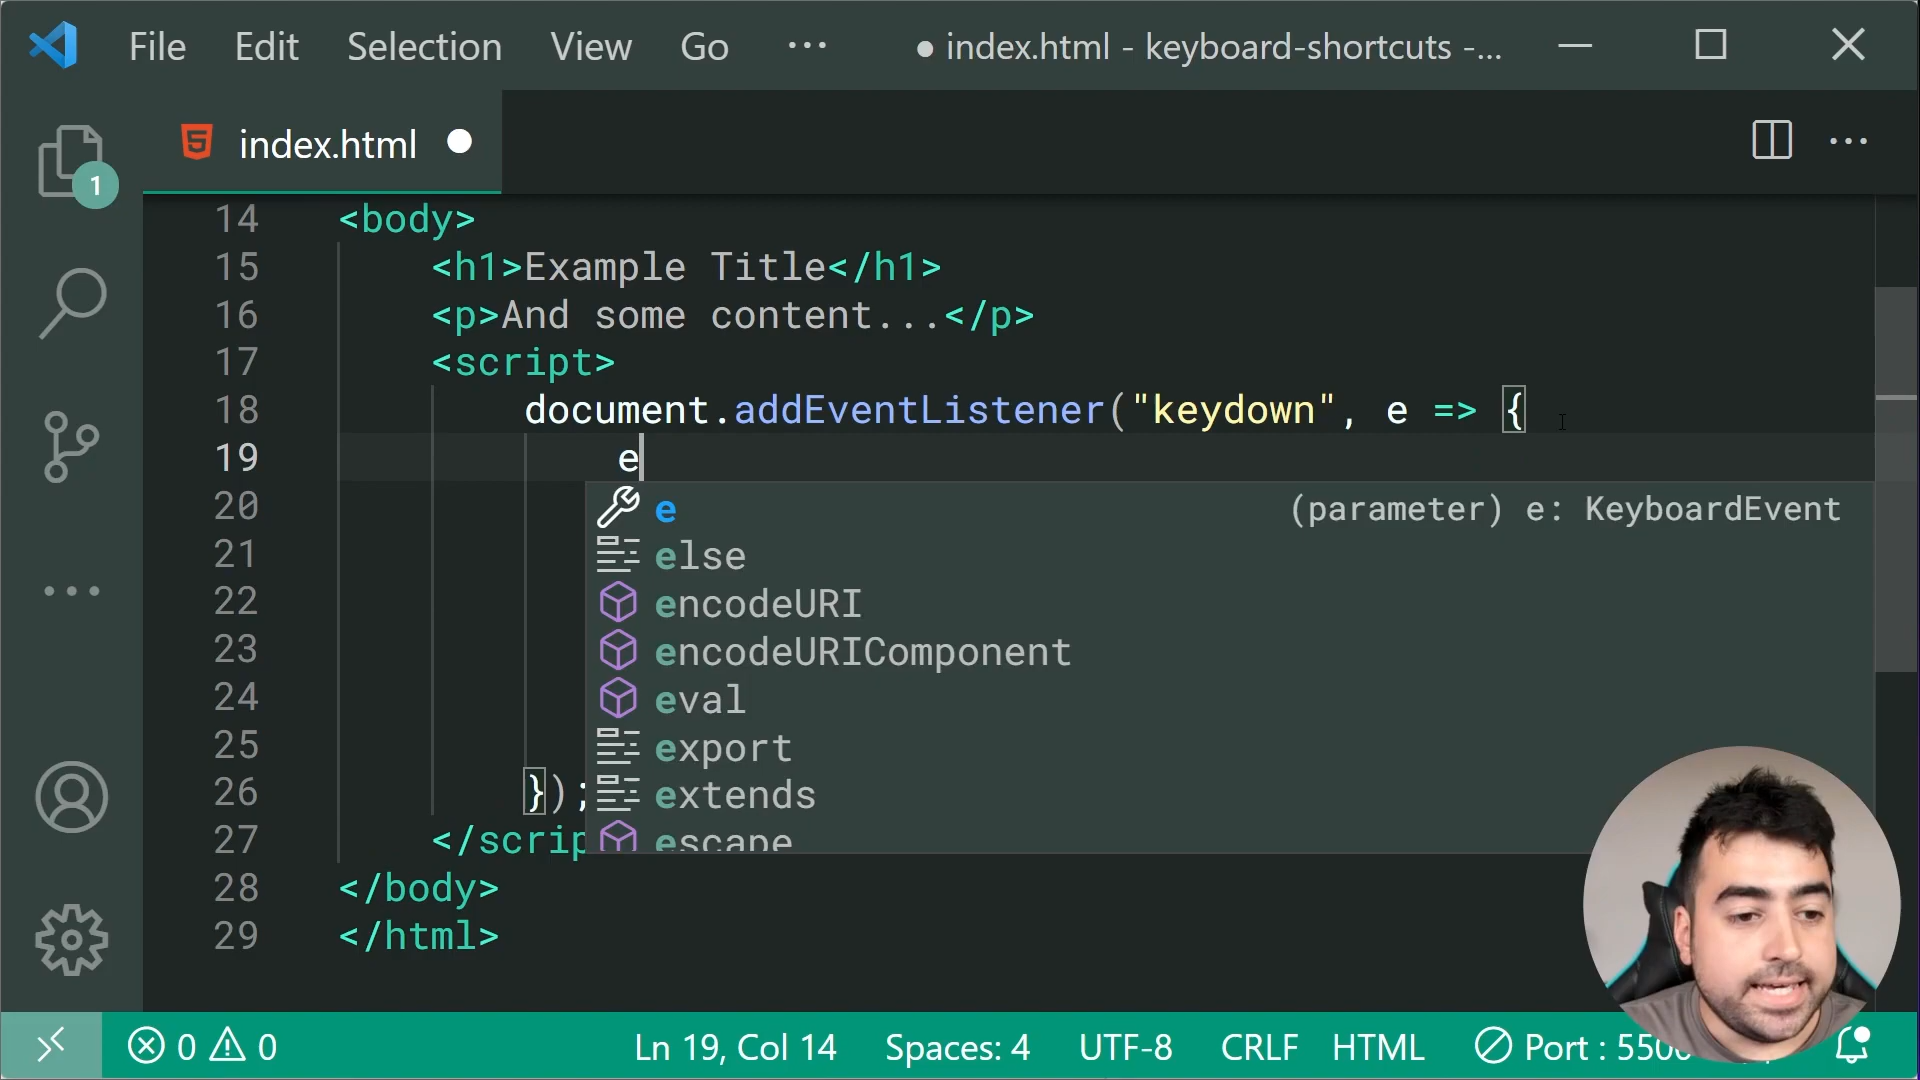 File Edit Selection View Go ··· ● index.html - keyboard-shortcuts -...
1
5 index.html ●
14 <body>
15 <h1>Example Title</h1>
16 <p>And some content...</p>
17 <script>
18 document.addEventListener("keydown", e => {
19 e
20 e (parameter) e: KeyboardEvent
21 else
22 encodeURI
23 encodeURIComponent
24 eval
25 export
26 }); extends
27 </scrip escape
28 </body>
29 </html>
0 0 Ln 19, Col 14 Spaces: 4 UTF-8 CRLF HTML Port : 5500